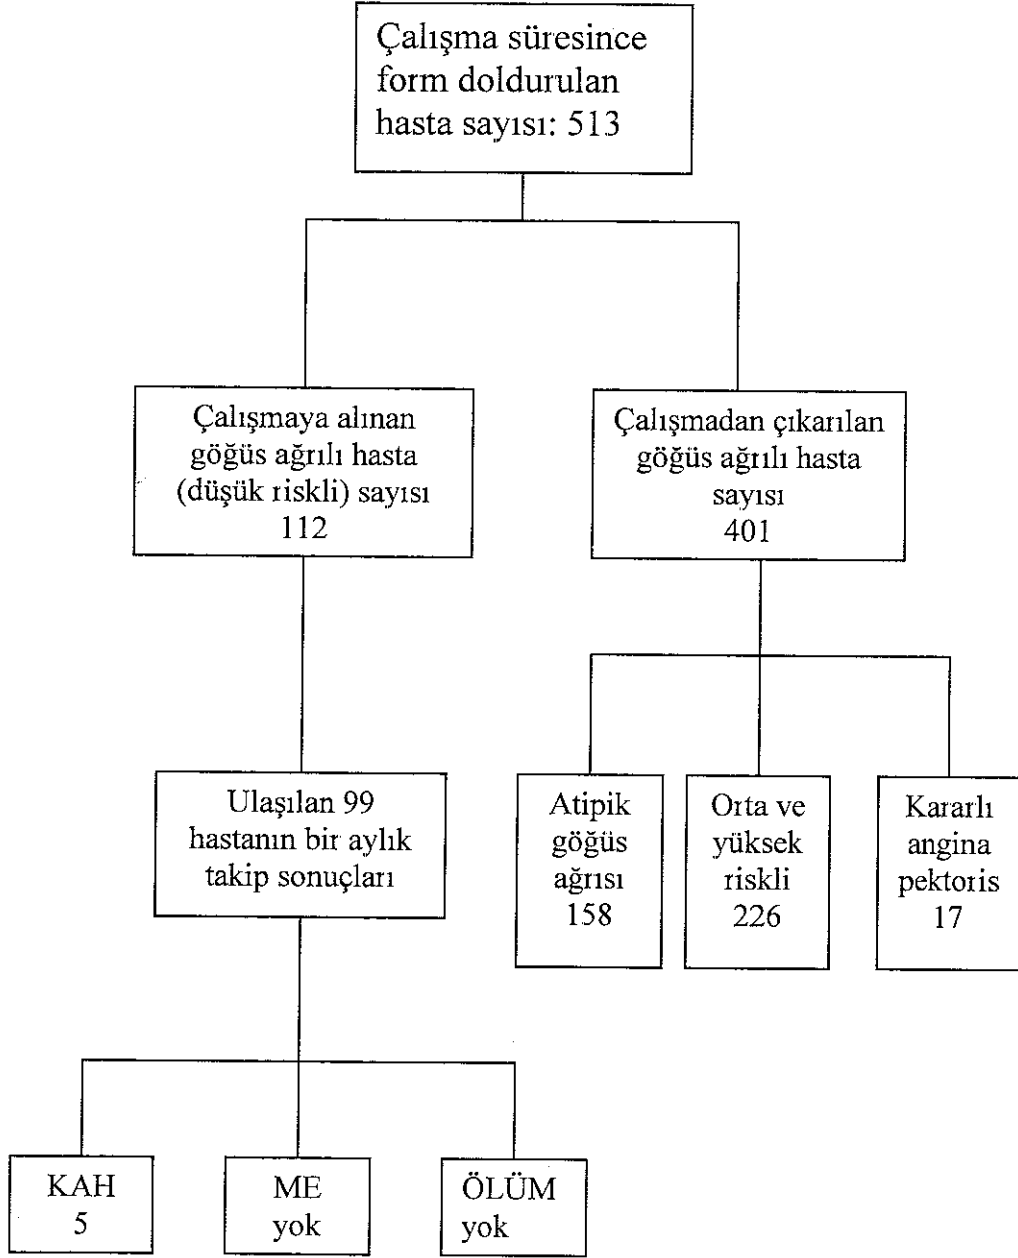 Çalışma süresince
form doldurulan
hasta sayısı: 513
Çalışmaya alınan
göğüs ağrılı hasta
(düşük riskli) sayısı
112
Çalışmadan çıkarılan
göğüs ağrılı hasta
sayısı
401
Ulaşılan 99
hastanın bir aylık
takip sonuçları
Atipik
göğüs
ağrısı
158
Orta ve
yüksek
riskli
226
Kararlı
angina
pektoris
17
KAH
5
ME
yok
ÖLÜM
yok